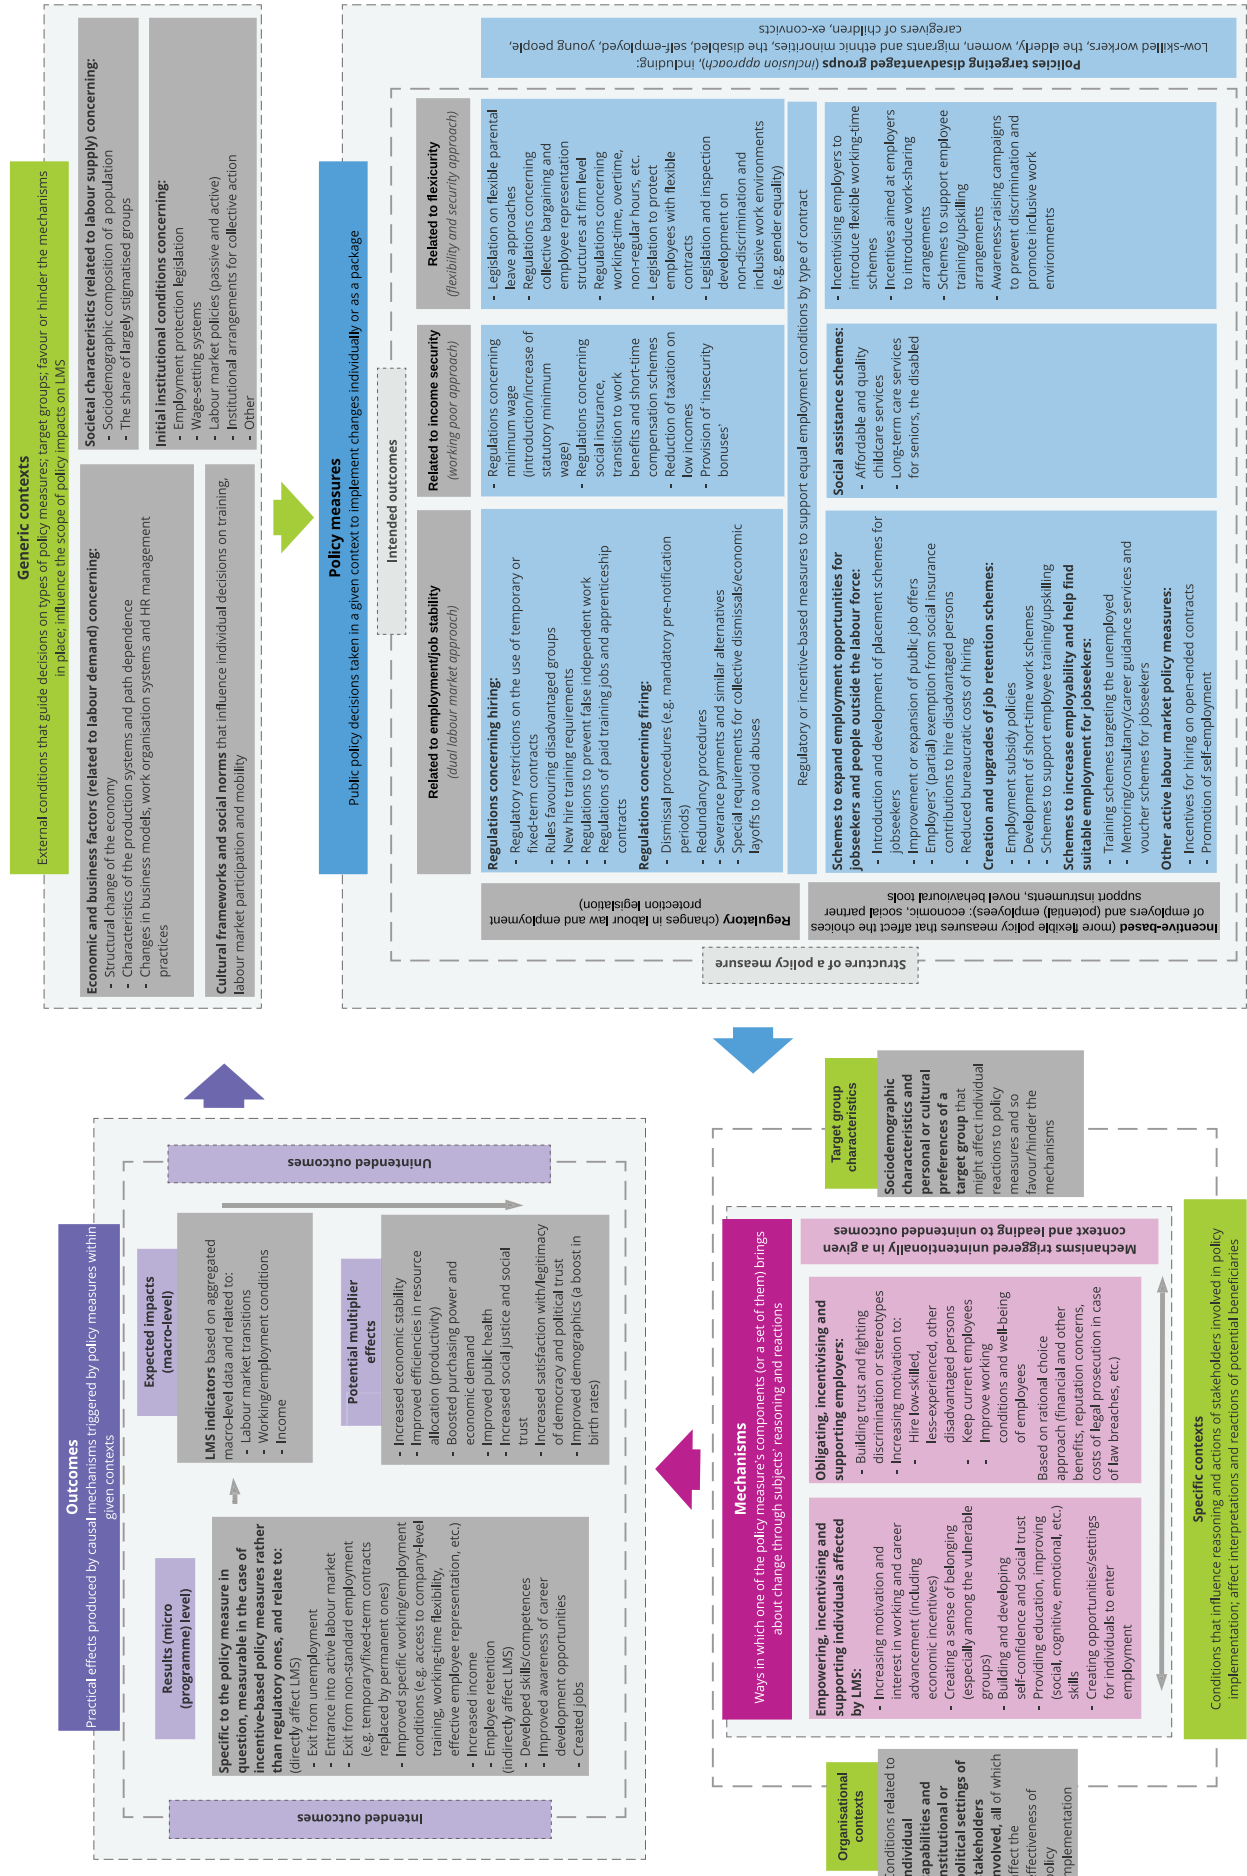 Generic contexts
External conditions that guide decisions on types of policy measures; target groups; favour or hinder the mechanisms
in place; influence the scope of policy impacts on LMS
Economic and business factors (related to labour demand) concerning:
- Structural change of the economy
- Characteristics of the production systems and path dependence
- Changes in business models, work organisation systems and HR management
practices
Cultural frameworks and social norms that influence individual decisions on training,
labour market participation and mobility
Societal characteristics (related to labour supply) concerning:
- Sociodemographic composition of a population
- The share of largely stigmatised groups
Initial institutional conditions concerning:
- Employment protection legislation
- Wage-setting systems
- Labour market policies (passive and active)
- Institutional arrangements for collective action
- Other
Policy measures
Public policy decisions taken in a given context to implement changes individually or as a package
Intended outcomes
Structure of a policy measure
Related to employment/job stability
(dual labour market approach)
Related to income security
(working poor approach)
Related to flexicurity
(flexibility and security approach)
Regulatory (changes in labour law and employment
protection legislation)
Regulations concerning hiring:
- Regulatory restrictions on the use of temporary or
fixed-term contracts
- Rules favouring disadvantaged groups
- New hire training requirements
- Regulations to prevent false independent work
- Regulations of paid training jobs and apprenticeship
contracts
Regulations concerning firing:
- Dismissal procedures (e.g. mandatory pre-notification
periods)
- Redundancy procedures
- Severance payments and similar alternatives
- Special requirements for collective dismissals/economic
layoffs to avoid abuses
- Regulations concerning
minimum wage
(introduction/increase of
statutory minimum
wage)
- Regulations concerning
social insurance,
transition to work
benefits and short-time
compensation schemes
- Reduction of taxation on
low incomes
- Provision of 'insecurity
bonuses'
- Legislation on flexible parental
leave approaches
- Regulations concerning
collective bargaining and
employee representation
structures at firm level
- Regulations concerning
working-time, overtime,
non-regular hours, etc.
- Legislation to protect
employees with flexible
contracts
- Legislation and inspection
development on
non-discrimination and
inclusive work environments
(e.g. gender equality)
Regulatory or incentive-based measures to support equal employment conditions by type of contract
Incentive-based (more flexible policy measures that affect the choices
of employers and (potential) employees): economic, social partner
support instruments, novel behavioural tools
Schemes to expand employment opportunities for
jobseekers and people outside the labour force:
- Introduction and development of placement schemes for
jobseekers
- Improvement or expansion of public job offers
- Employers' (partial) exemption from social insurance
contributions to hire disadvantaged persons
- Reduced bureaucratic costs of hiring
Creation and upgrades of job retention schemes:
- Employment subsidy policies
- Development of short-time work schemes
- Schemes to support employee training/upskilling
Schemes to increase employability and help find
suitable employment for jobseekers:
- Training schemes targeting the unemployed
- Mentoring/consultancy/career guidance services and
voucher schemes for jobseekers
Other active labour market policy measures:
- Incentives for hiring on open-ended contracts
- Promotion of self-employment
Social assistance schemes:
- Affordable and quality
childcare services
- Long-term care services
for seniors, the disabled
- Incentivising employers to
introduce flexible working-time
schemes
- Incentives aimed at employers
to introduce work-sharing
arrangements
- Schemes to support employee
training/upskilling
arrangements
- Awareness-raising campaigns
to prevent discrimination and
promote inclusive work
environments
Policies targeting disadvantaged groups (inclusion approach), including:
Low-skilled workers, the elderly, women, migrants and ethnic minorities, the disabled, self-employed, young people,
caregivers of children, ex-convicts
Outcomes
Practical effects produced by causal mechanisms triggered by policy measures within
given contexts
Intended outcomes
Results (micro
(programme) level)
Specific to the policy measure in
question, measurable in the case of
incentive-based policy measures rather
than regulatory ones, and relate to:
(directly affect LMS)
- Exit from unemployment
- Entrance into active labour market
- Exit from non-standard employment
(e.g. temporary/fixed-term contracts
replaced by permanent ones)
- Improved specific working/employment
conditions (e.g. access to company-level
training, working-time flexibility,
effective employee representation, etc.)
- Increased income
- Employee retention
(indirectly affect LMS)
- Developed skills/competences
- Improved awareness of career
development opportunities
- Created jobs
Expected impacts
(macro-level)
LMS indicators based on aggregated
macro-level data and related to:
- Labour market transitions
- Working/employment conditions
- Income
Potential multiplier
effects
- Increased economic stability
- Improved efficiencies in resource
allocation (productivity)
- Boosted purchasing power and
economic demand
- Improved public health
- Increased social justice and social
trust
- Increased satisfaction with/legitimacy
of democracy and political trust
- Improved demographics (a boost in
birth rates)
Unintended outcomes
Organisational
contexts
Conditions related to
individual
apabilities and
nstitutional or
olitical settings of
takeholders
nvolved, all of which
ffect the
ffectiveness of
olicy
mplementation
Mechanisms
Ways in which one of the policy measure's components (or a set of them) brings
about change through subjects' reasoning and reactions
Empowering, incentivising and
supporting individuals affected
by LMS:
- Increasing motivation and
interest in working and career
advancement (including
economic incentives)
- Creating a sense of belonging
(especially among the vulnerable
groups)
- Building and developing
self-confidence and social trust
- Providing education, improving
(social, cognitive, emotional, etc.)
skills
- Creating opportunities/settings
for individuals to enter
employment
Obligating, incentivising and
supporting employers:
- Building trust and fighting
discrimination or stereotypes
- Increasing motivation to:
- Hire low-skilled,
less-experienced, other
disadvantaged persons
- Keep current employees
- Improve working
conditions and well-being
of employees
Based on rational choice
approach (financial and other
benefits, reputation concerns,
costs of legal prosecution in case
of law breaches, etc.)
Mechanisms triggered unintentionally in a given
context and leading to unintended outcomes
Target group
characteristics
Sociodemographic
characteristics and
personal or cultural
preferences of a
target group that
might affect individual
reactions to policy
measures and so
favour/hinder the
mechanisms
Specific contexts
Conditions that influence reasoning and actions of stakeholders involved in policy
implementation; affect interpretations and reactions of potential beneficiaries